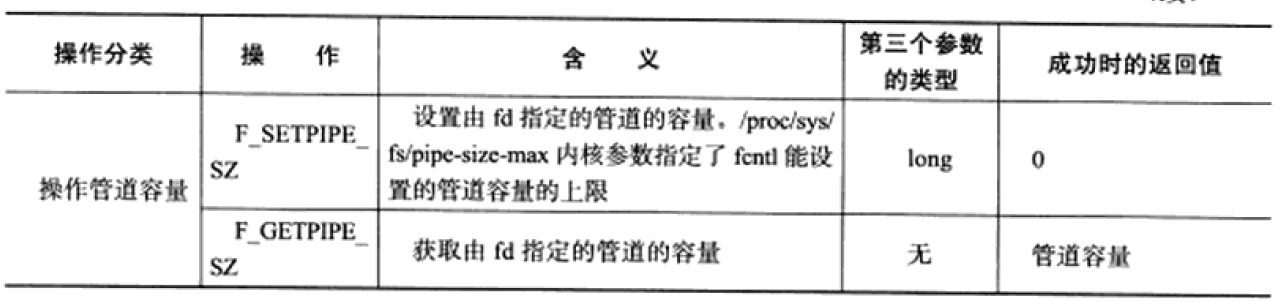 操作分类 操 作 含 义 第三个参数 成功时的返回值
的类型
F_SETPIPE_ 设置由 fd 指定的管道的容量。/proc/sys/
SZ fs/pipe-size-max 内核参数指定了 fcntl 能设 long 0
操作管道容量 置的管道容量的上限
F_GETPIPE_ 获取由 fd 指定的管道的容量 无 管道容量
SZ